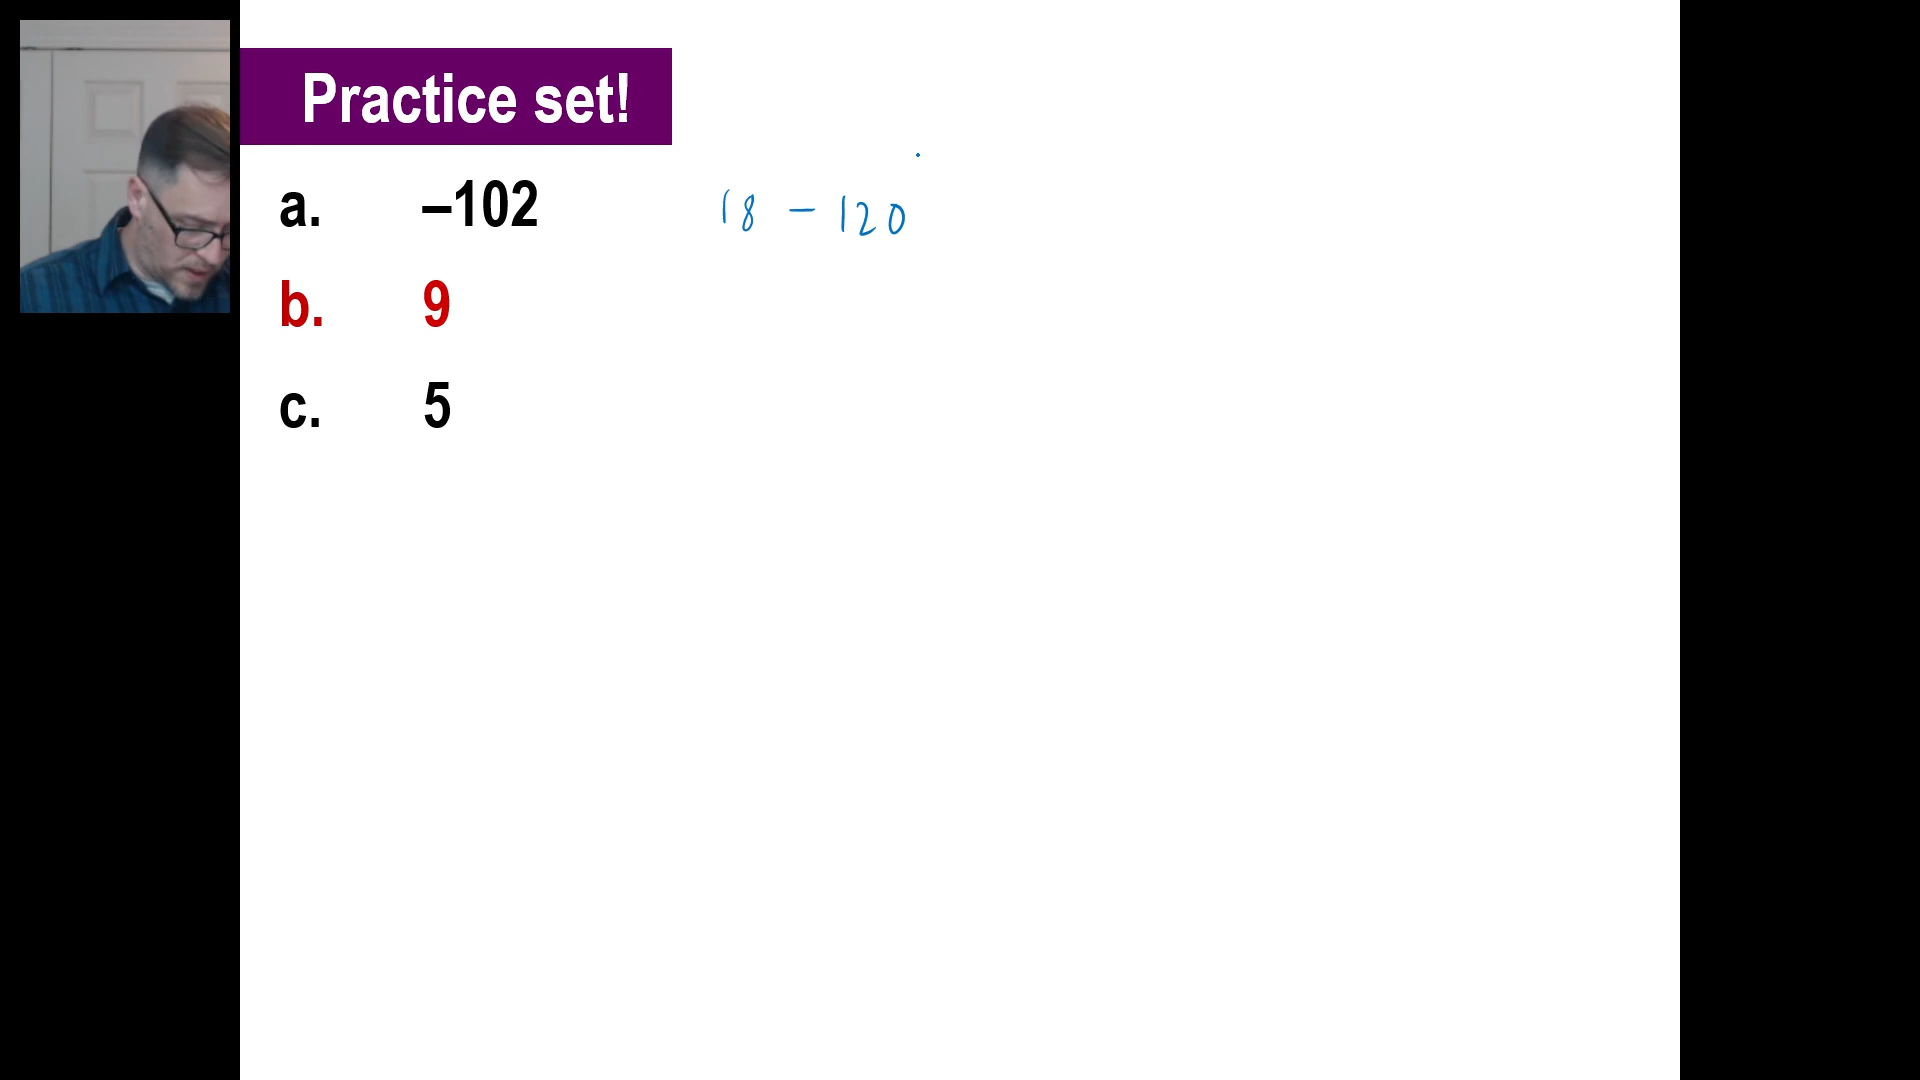 Practice set!
a. –102 18 – 120
b. 9
c. 5